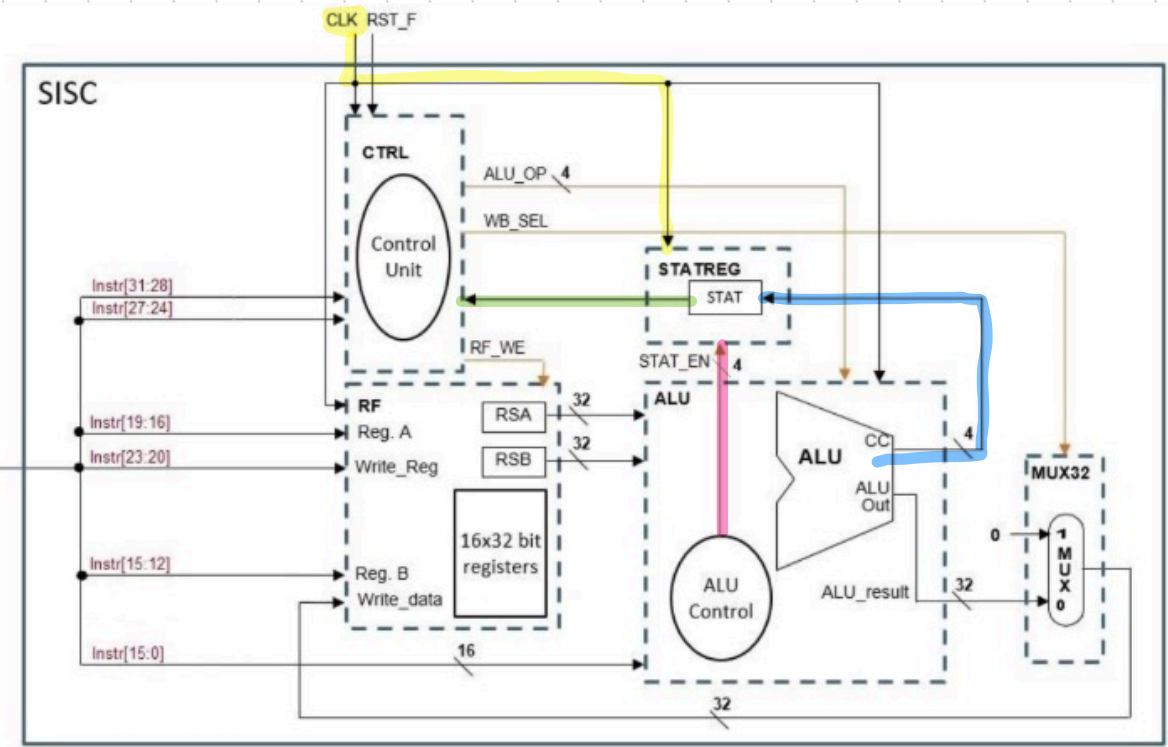 CLK RST_F
SISC
CTRL
Control
Unit
ALU_OP 4
WB_SEL
STATREG
STAT
Instr[31:28]
Instr[27:24]
RF_WE
STAT_EN 4
RF
RSA
32
ALU
Instr[19:16]
Reg. A
CC
4
Instr[23:20]
Write_Reg
RSB
32
ALU
MUX32
ALU
Out
0
1
MUX
0
16x32 bit
registers
Instr[15:12]
Reg. B
Write_data
ALU
Control
ALU_result
32
Instr[15:0]
16
32